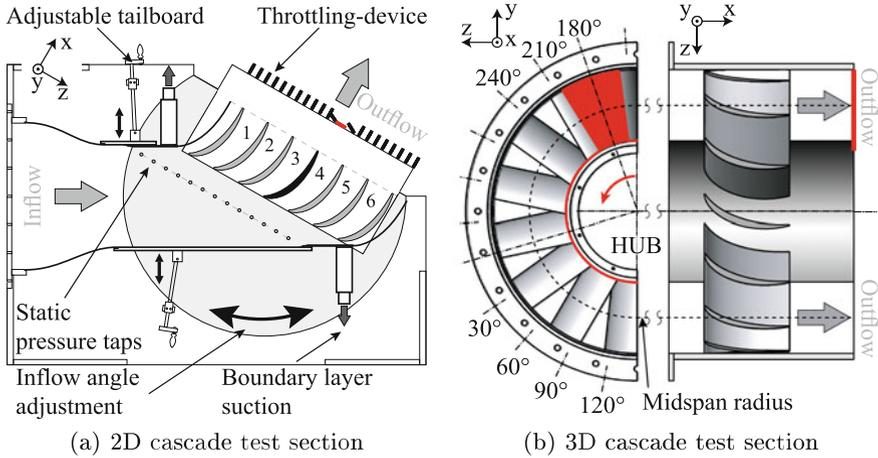 Adjustable tailboard
Throttling-device
x
y
z
Outflow
1
2
3
4
5
6
Inflow
Static
pressure taps
Inflow angle
adjustment
Boundary layer
suction
(a) 2D cascade test section
y
z
x
180°
210°
240°
30°
60°
90°
120°
HUB
Midspan radius
y
x
z
Outflow
Outflow
(b) 3D cascade test section